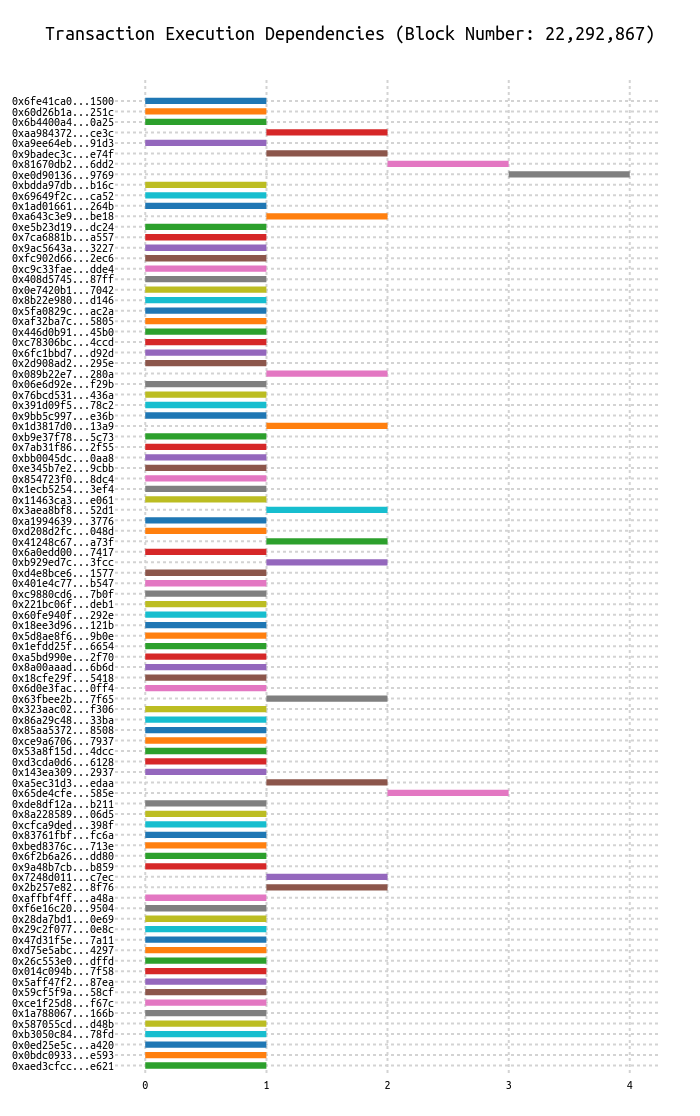 Transaction Execution Dependencies (Block Number: 22,292,867)
0x6fe41ca0...1500
0x60d26b1a...251c
0x6b4400a4...0a25
0xaa984372...ce3c
0xa9ee64eb...91d3
0x9badec3c...e74f
0x81670db2...6dd2
0xe0d90136...9769
0xbdda97db...b16c
0x69649f2c...ca52
0x1ad01661...264b
0xa643c3e9...be18
0xe5b23d19...dc24
0x7ca6881b...a557
0x9ac5643a...3227
0xfc902d66...2ec6
0xc9c33fae...dde4
0x408d5745...87ff
0x0e7420b1...7042
0x8b22e980...d146
0x5fa0829c...ac2a
0xaf32ba7c...5805
0x446d0b91...45b0
0xc78306bc...4ccd
0x6fc1bbd7...d92d
0x2d908ad2...295e
0x089b22e7...280a
0x06e6d92e...f29b
0x76bcd531...436a
0x391d09f5...78c2
0x9bb5c997...e36b
0x1d3817d0...13a9
0xb9e37f78...5c73
0x7ab31f86...2f55
0xbb0045dc...0aa8
0xe345b7e2...9cbb
0x854723f0...8dc4
0x1ecb5254...3ef4
0x11463ca3...e061
0x3aea8bf8...52d1
0xa1994639...3776
0xd208d2fc...048d
0x41248c67...a73f
0x6a0edd00...7417
0xb929ed7c...3fcc
0xd4e8bce6...1577
0x401e4c77...b547
0xc9880cd6...7b0f
0x221bc06f...deb1
0x60fe940f...292e
0x18ee3d96...121b
0x5d8ae8f6...9b0e
0x1efdd25f...6654
0xa5bd990e...2f70
0x8a00aaad...6b6d
0x18cfe29f...5418
0x6d0e3fac...0ff4
0x63fbee2b...7f65
0x323aac02...f306
0x86a29c48...33ba
0x85aa5372...8508
0xce9a6706...7937
0x53a8f15d...4dcc
0xd3cda0d6...6128
0x143ea309...2937
0xa5ec31d3...edaa
0x65de4cfe...585e
0xde8df12a...b211
0x8a228589...06d5
0xcfca9ded...398f
0x83761fbf...fc6a
0xbed8376c...713e
0x6f2b6a26...dd80
0x9a48b7cb...b859
0x7248d011...c7ec
0x2b257e82...8f76
0xaffbf4ff...a48a
0xf6e16c20...9504
0x28da7bd1...0e69
0x29c2f077...0e8c
0x47d31f5e...7a11
0xd75e5abc...4297
0x26c553e0...dffd
0x014c094b...7f58
0x5aff47f2...87ea
0x59cf5f9a...58cf
0xce1f25d8...f67c
0x1a788067...166b
0x587055cd...d48b
0xb3050c84...78fd
0x0ed25e5c...a420
0x0bdc0933...e593
0xaed3cfcc...e621
0 1 2 3 4